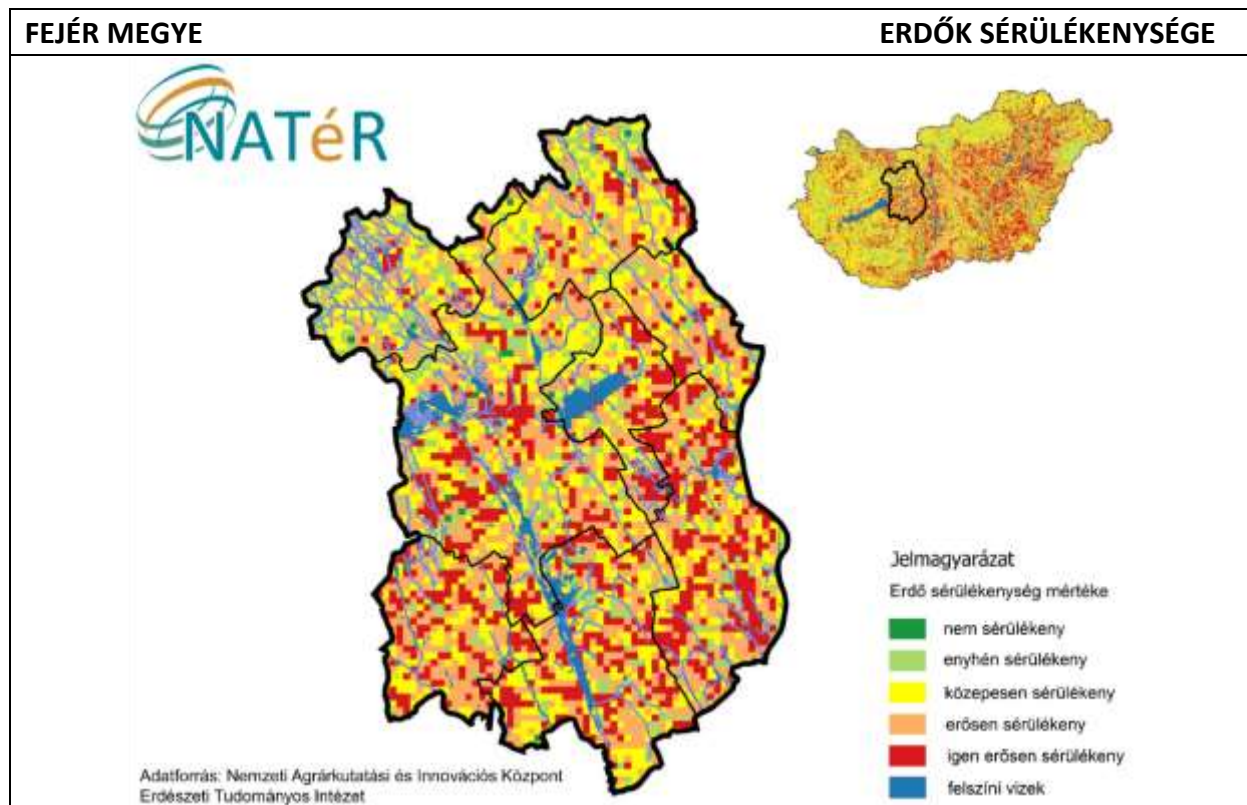 FEJÉR MEGYE
ERDŐK SÉRÜLÉKENYSÉGE
NATéR
Jelmagyarázat
Erdő sérülékenység mértéke
nem sérülékeny
enyhén sérülékeny
közepesen sérülékeny
erősen sérülékeny
igen erősen sérülékeny
felszíni vizek
Adatforrás: Nemzeti Agrárkutatási és Innovációs Központ
Erdészeti Tudományos Intézet